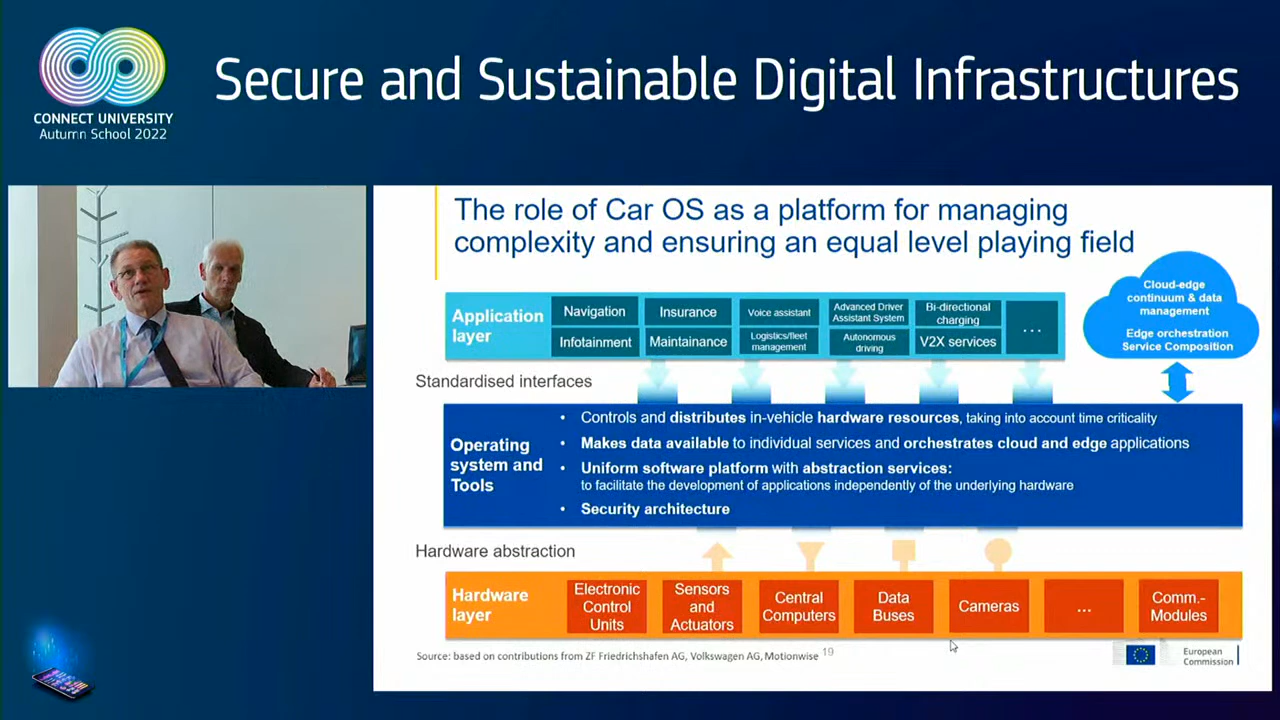 Secure and Sustainable Digital Infrastructures
CONNECT UNIVERSITY
Autumn School 2022
The role of Car OS as a platform for managing
complexity and ensuring an equal level playing field
Cloud-edge
continuum & data
management
Edge orchestration
Service Composition
Application
layer
Navigation
Insurance
Voice assistant
Advanced Driver
Assistant System
Bi-directional
charging
...
Infotainment
Maintainance
Logistics/fleet
management
Autonomous
driving
V2X services
Standardised interfaces
Operating
system and
Tools
• Controls and distributes in-vehicle hardware resources, taking into account time criticality
• Makes data available to individual services and orchestrates cloud and edge applications
• Uniform software platform with abstraction services:
to facilitate the development of applications independently of the underlying hardware
• Security architecture
Hardware abstraction
Hardware
layer
Electronic
Control
Units
Sensors
and
Actuators
Central
Computers
Data
Buses
Cameras
...
Comm.-
Modules
Source: based on contributions from ZF Friedrichshafen AG, Volkswagen AG, Motionwise
19
European
Commission